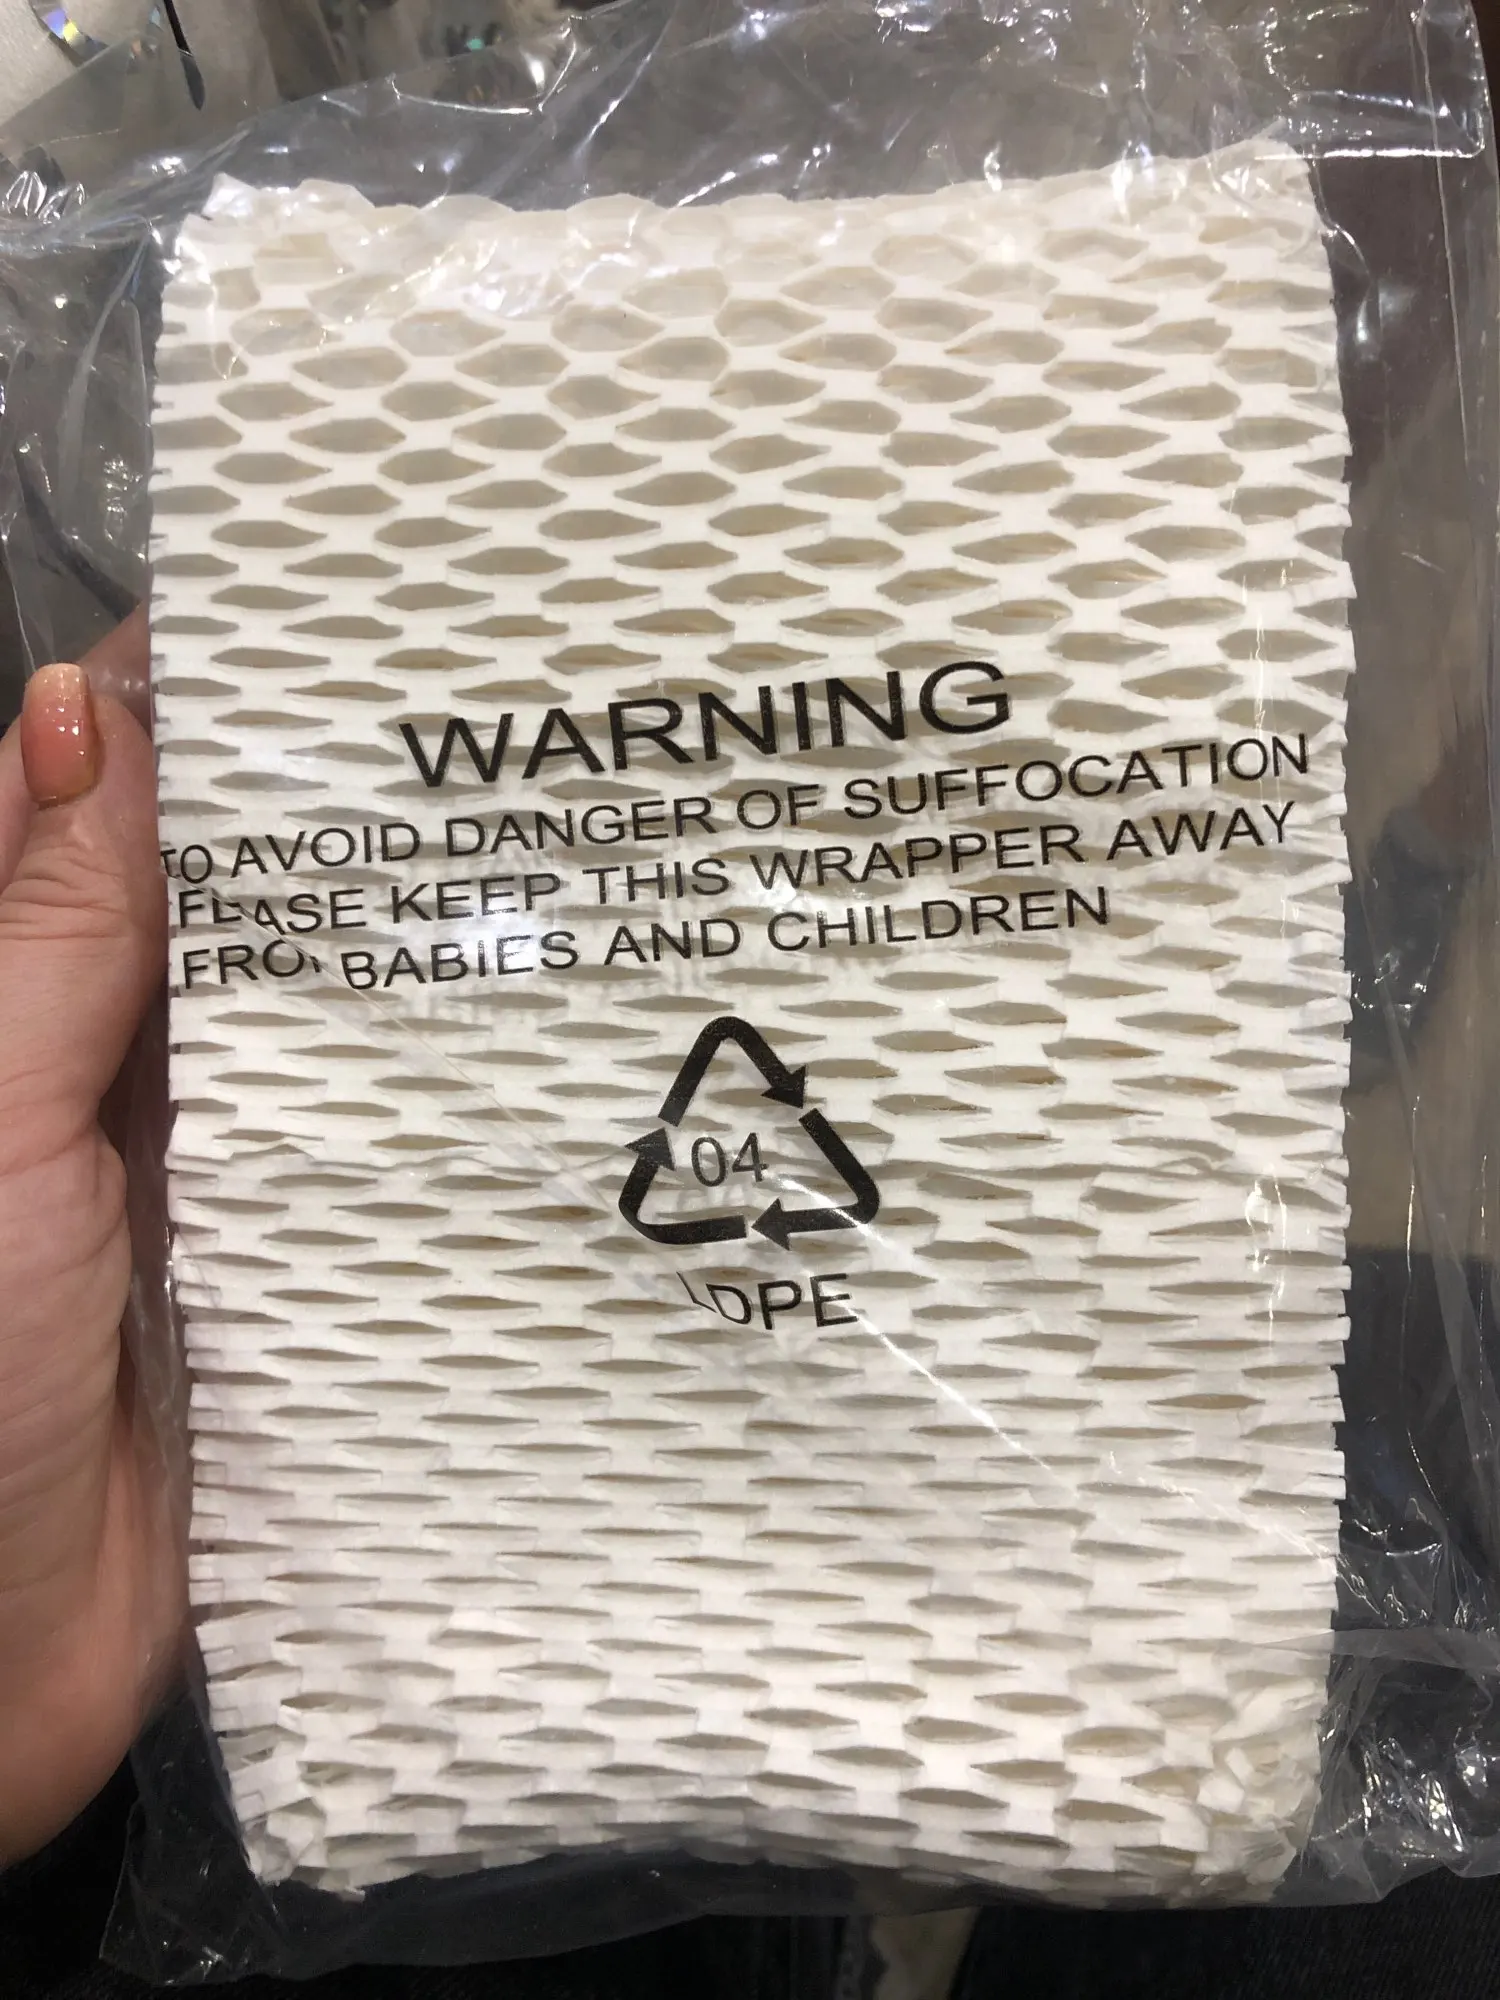 WARNING
TO AVOID DANGER OF SUFFOCATION
PLEASE KEEP THIS WRAPPER AWAY
FROM BABIES AND CHILDREN
04
LDPE